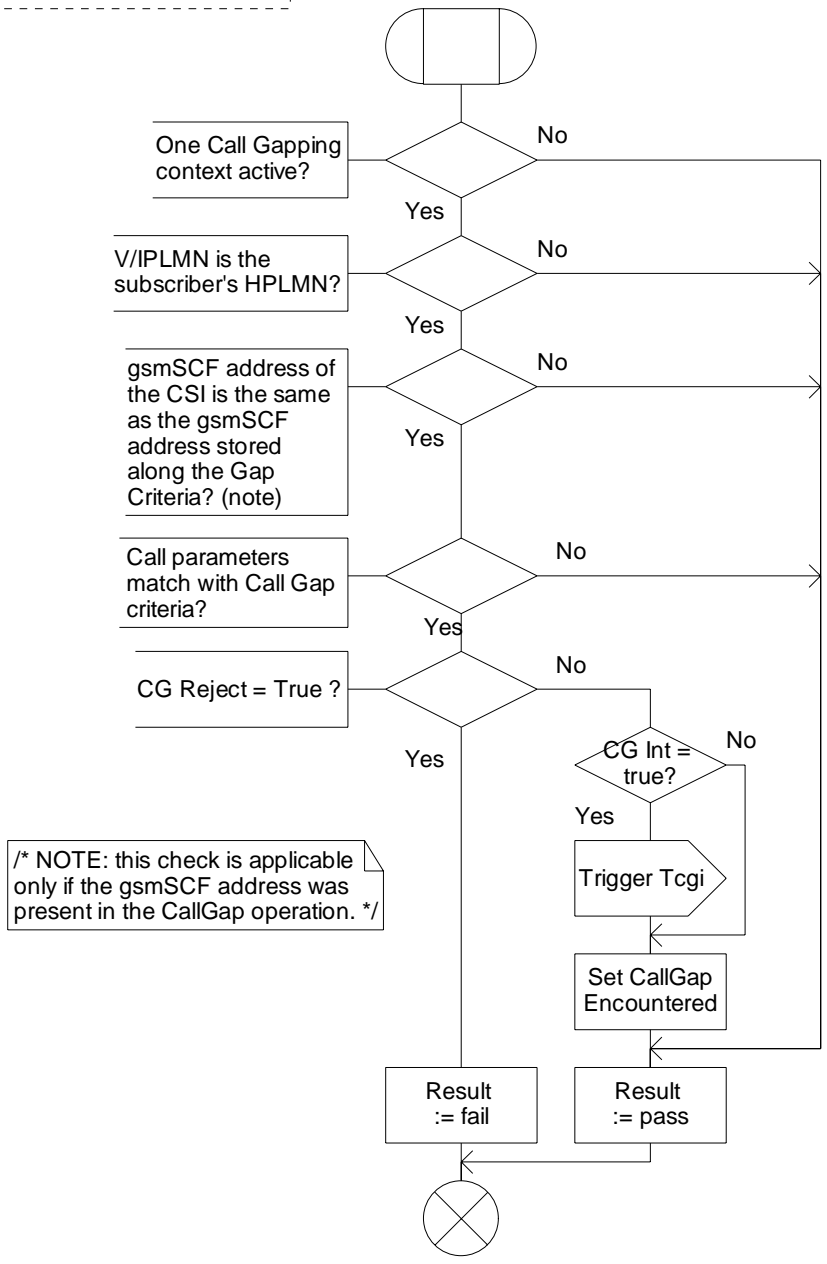 One Call Gapping
context active?
No
Yes
V/IPLMN is the
subscriber's HPLMN?
No
Yes
gsmSCF address of
the CSI is the same
as the gsmSCF
address stored
along the Gap
Criteria? (note)
No
Yes
Call parameters
match with Call Gap
criteria?
No
Yes
CG Reject = True ?
No
Yes
CG Int =
true?
No
Yes
Trigger Tcgi
/* NOTE: this check is applicable
only if the gsmSCF address was
present in the CallGap operation. */
Set CallGap
Encountered
Result
:= fail
Result
:= pass